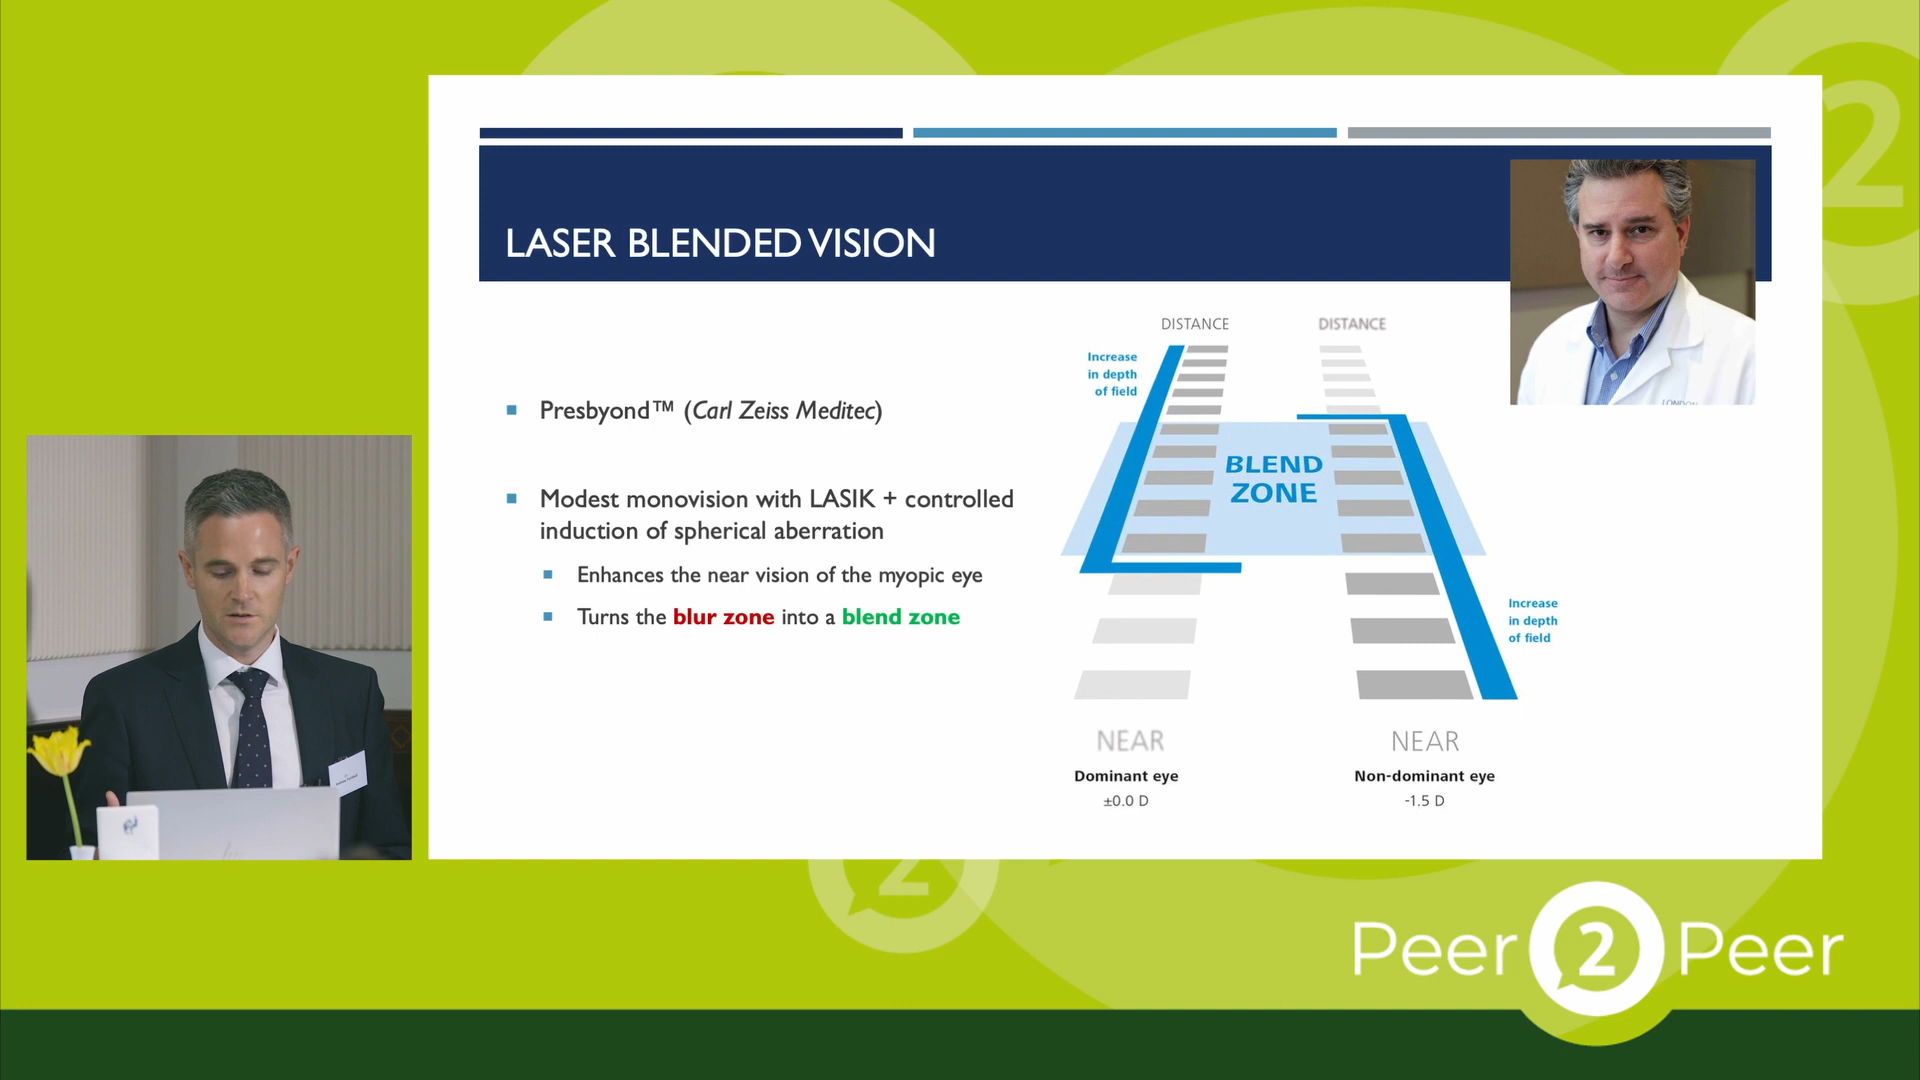 LASER BLENDED VISION
Presbyond™ (Carl Zeiss Meditec)
Modest monovision with LASIK + controlled
induction of spherical aberration
Enhances the near vision of the myopic eye
Turns the blur zone into a blend zone
DISTANCE
DISTANCE
Increase
in depth
of field
BLEND
ZONE
Increase
in depth
of field
NEAR
NEAR
Dominant eye
±0.0 D
Non-dominant eye
-1.5 D
LONDON
2
2
Peer 2 Peer